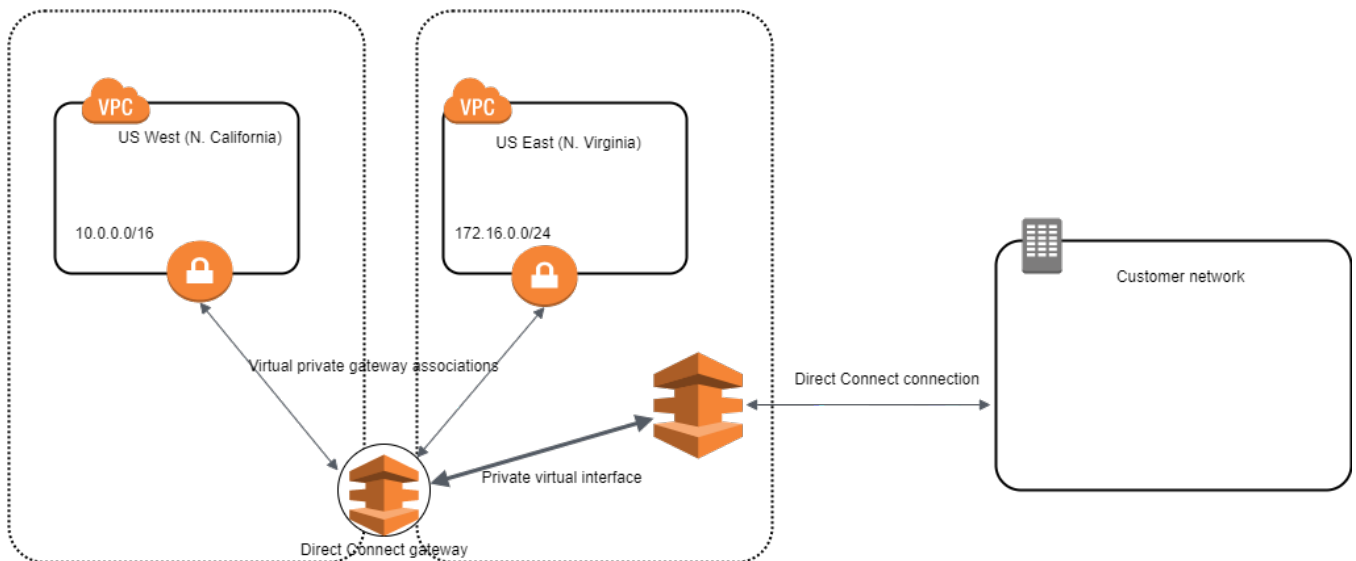 VPC
US West (N. California)
10.0.0.0/16
VPC
US East (N. Virginia)
172.16.0.0/24
Customer network
Virtual private gateway associations
Direct Connect connection
Private virtual interface
Direct Connect gateway